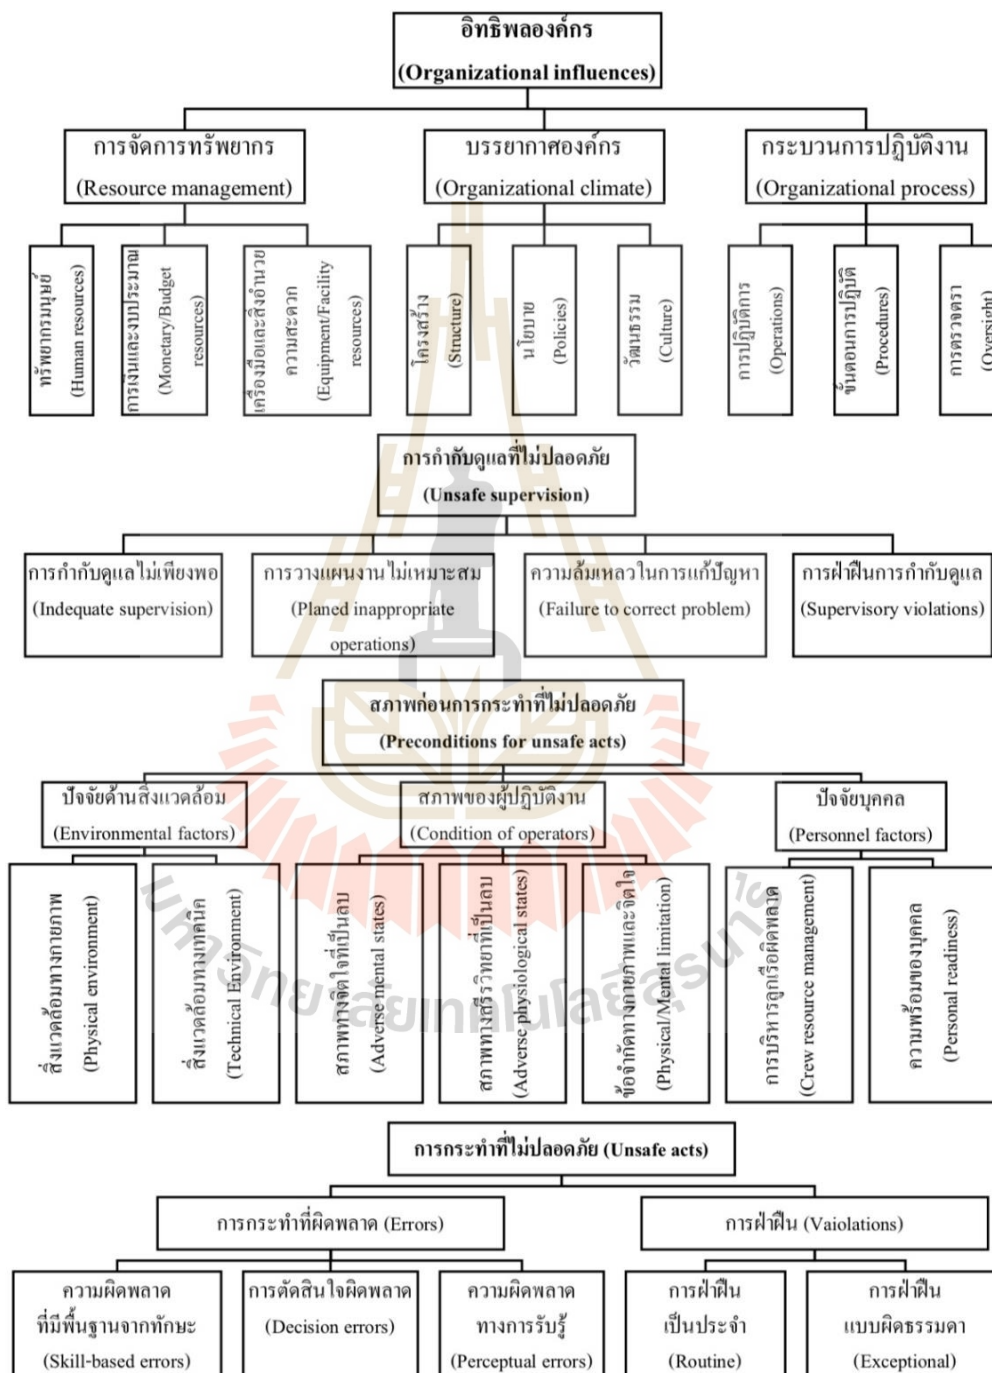 อิทธิพลองค์กร
(Organizational influences)
การจัดการทรัพยากร
(Resource management)
บรรยากาศองค์กร
(Organizational climate)
กระบวนการปฏิบัติงาน
(Organizational process)
ทรัพยากรมนุษย์
(Human resources)
การเงินและงบประมาณ
(Monetary/Budget
resources)
เครื่องมือและสิ่งอำนวย
ความสะดวก
(Equipment/Facility
resources)
โครงสร้าง
(Structure)
นโยบาย
(Policies)
วัฒนธรรม
(Culture)
การปฏิบัติการ
(Operations)
ขั้นตอนการปฏิบัติ
(Procedures)
การตรวจตรา
(Oversight)
การกำกับดูแลที่ไม่ปลอดภัย
(Unsafe supervision)
การกำกับดูแลไม่เพียงพอ
(Indequate supervision)
การวางแผนงานไม่เหมาะสม
(Planed inappropriate
operations)
ความล้มเหลวในการแก้ปัญหา
(Failure to correct problem)
การฝ่าฝืนการกำกับดูแล
(Supervisory violations)
สภาพก่อนการกระทำที่ไม่ปลอดภัย
(Preconditions for unsafe acts)
ปัจจัยด้านสิ่งแวดล้อม
(Environmental factors)
สภาพของผู้ปฏิบัติงาน
(Condition of operators)
ปัจจัยบุคคล
(Personnel factors)
สิ่งแวดล้อมทางกายภาพ
(Physical environment)
สิ่งแวดล้อมทางเทคนิค
(Technical Environment)
สภาพทางจิตใจที่เป็นลบ
(Adverse mental states)
สภาพทางสรีรวิทยาที่เป็นลบ
(Adverse physiological states)
ข้อจำกัดทางกายภาพและจิตใจ
(Physical/Mental limitation)
การบริหารลูกเรือผิดพลาด
(Crew resource management)
ความพร้อมของบุคคล
(Personal readiness)
มหาวิทยาลัยเทคโนโลยีสุรนารี
การกระทำที่ไม่ปลอดภัย (Unsafe acts)
การกระทำที่ผิดพลาด (Errors)
การฝ่าฝืน (Vaiolations)
ความผิดพลาด
ที่มีพื้นฐานจากทักษะ
(Skill-based errors)
การตัดสินใจผิดพลาด
(Decision errors)
ความผิดพลาด
ทางการรับรู้
(Perceptual errors)
การฝ่าฝืน
เป็นประจำ
(Routine)
การฝ่าฝืน
แบบผิดธรรมดา
(Exceptional)